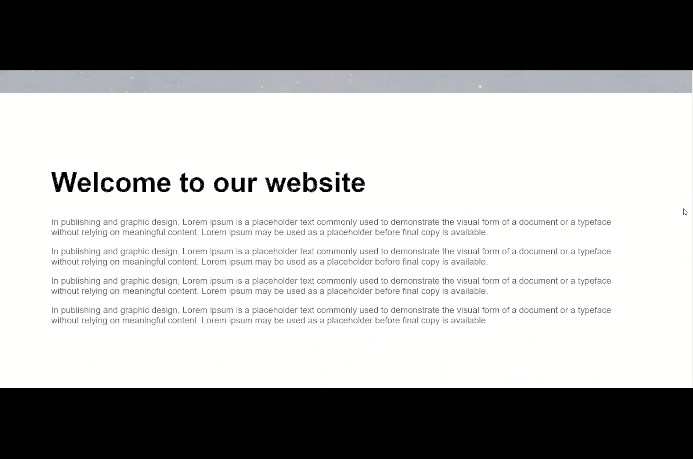 Welcome to our website
In publishing and graphic design, Lorem ipsum is a placeholder text commonly used to demonstrate the visual form of a document or a typeface
without relying on meaningful content. Lorem ipsum may be used as a placeholder before final copy is available.
In publishing and graphic design, Lorem ipsum is a placeholder text commonly used to demonstrate the visual form of a document or a typeface
without relying on meaningful content. Lorem ipsum may be used as a placeholder before final copy is available.
In publishing and graphic design, Lorem ipsum is a placeholder text commonly used to demonstrate the visual form of a document or a typeface
without relying on meaningful content. Lorem ipsum may be used as a placeholder before final copy is available.
In publishing and graphic design, Lorem ipsum is a placeholder text commonly used to demonstrate the visual form of a document or a typeface
without relying on meaningful content. Lorem ipsum may be used as a placeholder before final copy is available.